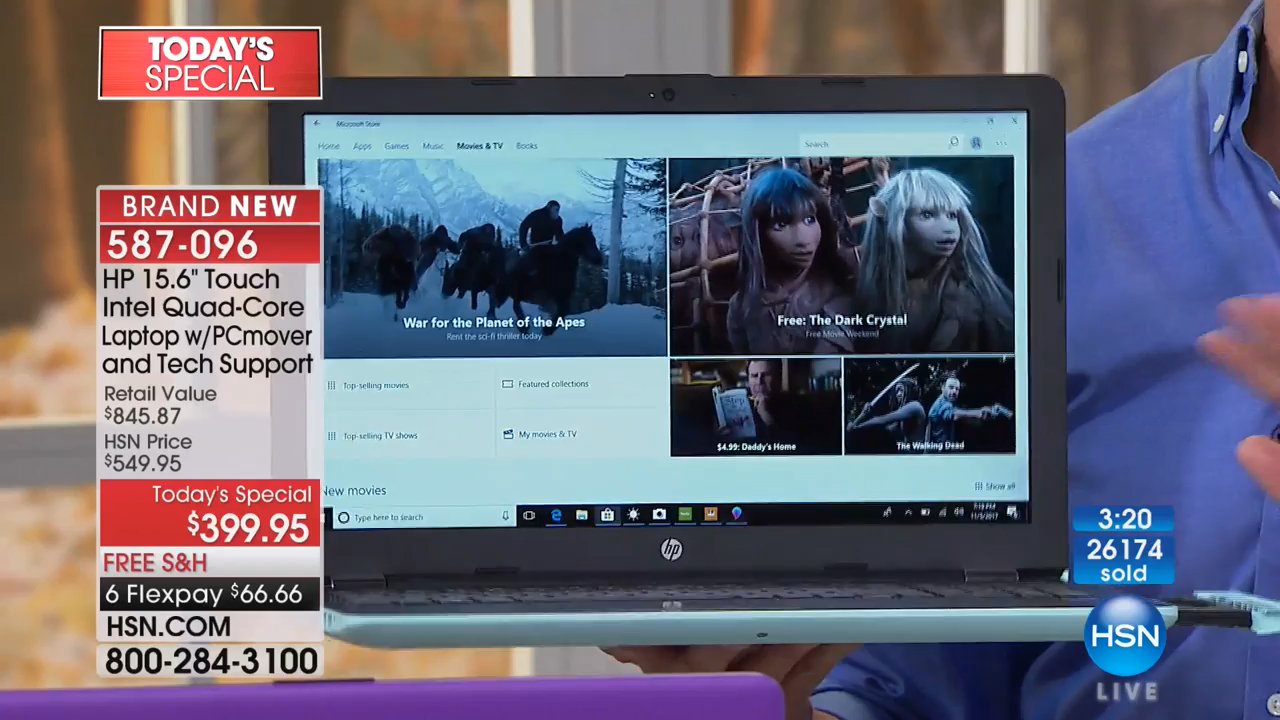 TODAY'S
SPECIAL
BRAND NEW
587-096
HP 15.6" Touch
Intel Quad-Core
Laptop w/PCmover
and Tech Support
Retail Value
$845.87
HSN Price
$549.95
Today's Special
$399.95
FREE S&H
6 Flexpay $66.66
HSN.COM
800-284-3100
Microsoft Store
Home Apps Games Music Movies & TV Books
Search
War for the Planet of the Apes
Rent the sci-fi thriller today
Free: The Dark Crystal
Free Movie Weekend
Top-selling movies
Featured collections
Top-selling TV shows
My movies & TV
$4.99: Daddy's Home
The Walking Dead
New movies
Show all
Type here to search
7:19 PM
hp
3:20
26174
sold
HSN
LIVE